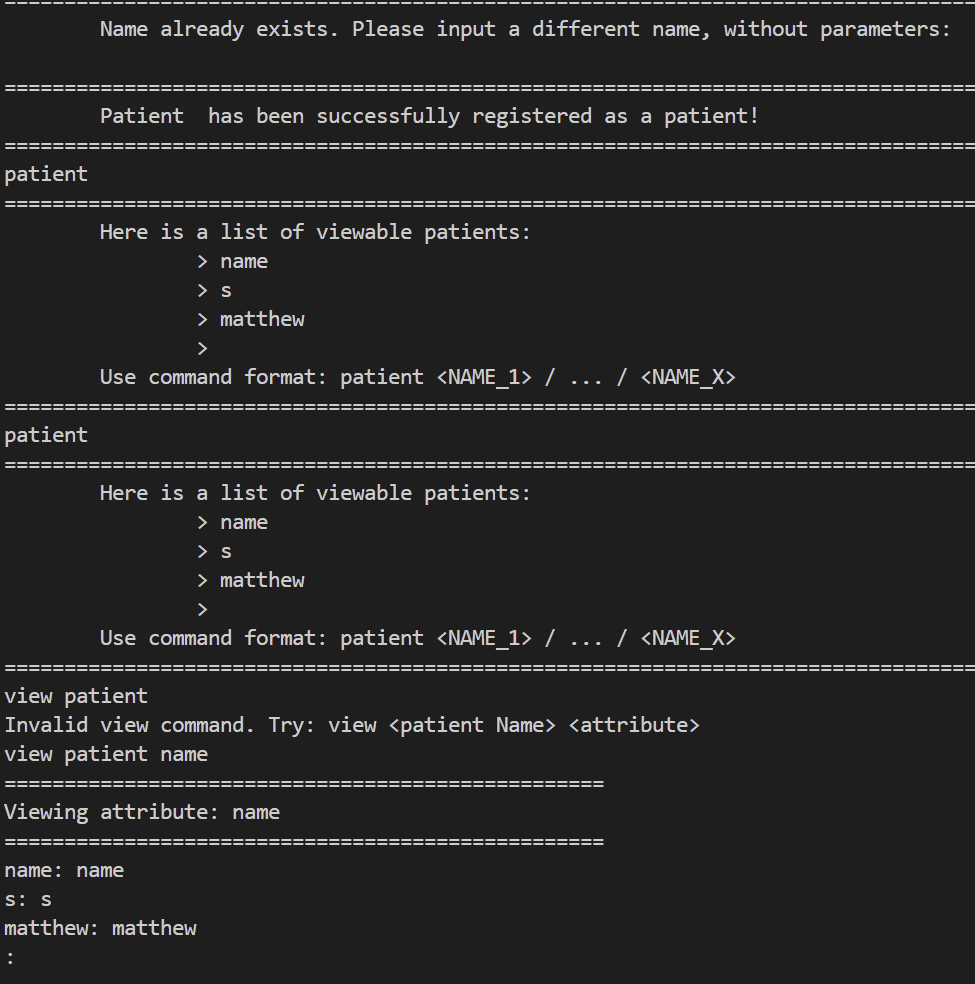 ================================================================================
Name already exists. Please input a different name, without parameters:
=================================================================================
Patient  has been successfully registered as a patient!
=================================================================================
patient
=================================================================================
Here is a list of viewable patients:
> name
> s
> matthew
>
Use command format: patient <NAME_1> / ... / <NAME_X>
=================================================================================
patient
=================================================================================
Here is a list of viewable patients:
> name
> s
> matthew
>
Use command format: patient <NAME_1> / ... / <NAME_X>
=================================================================================
view patient
Invalid view command. Try: view <patient Name> <attribute>
view patient name
==================================================
Viewing attribute: name
==================================================
name: name
s: s
matthew: matthew
: